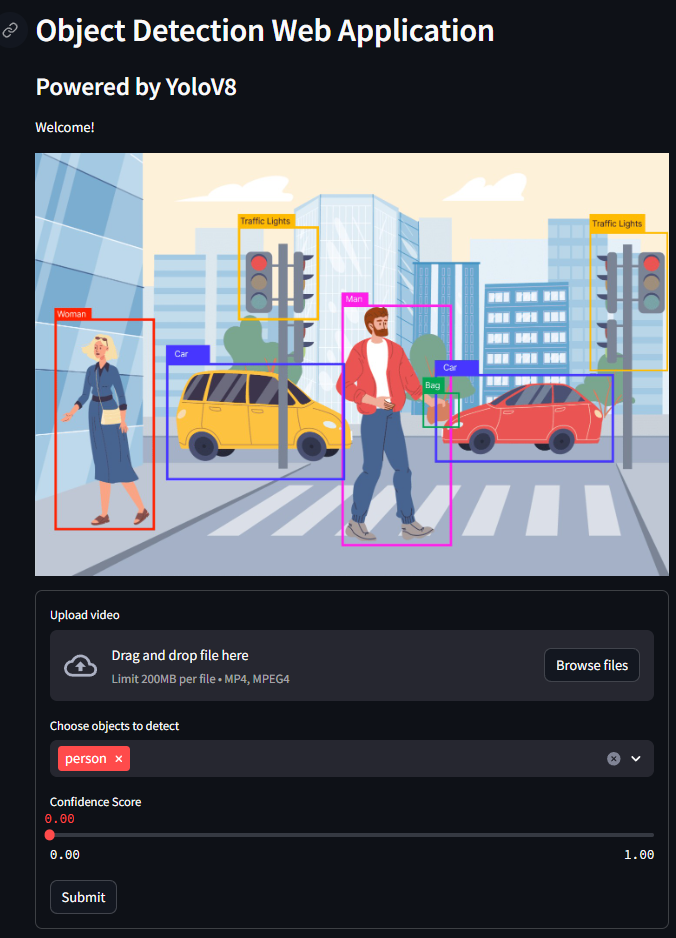 Object Detection Web Application
Powered by YoloV8
Welcome!
Traffic Lights
Traffic Lights
Man
Woman
Car
Car
Bag
Upload video
Drag and drop file here
Limit 200MB per file • MP4, MPEG4
Browse files
Choose objects to detect
person ×
Confidence Score
0.00
0.00
1.00
Submit